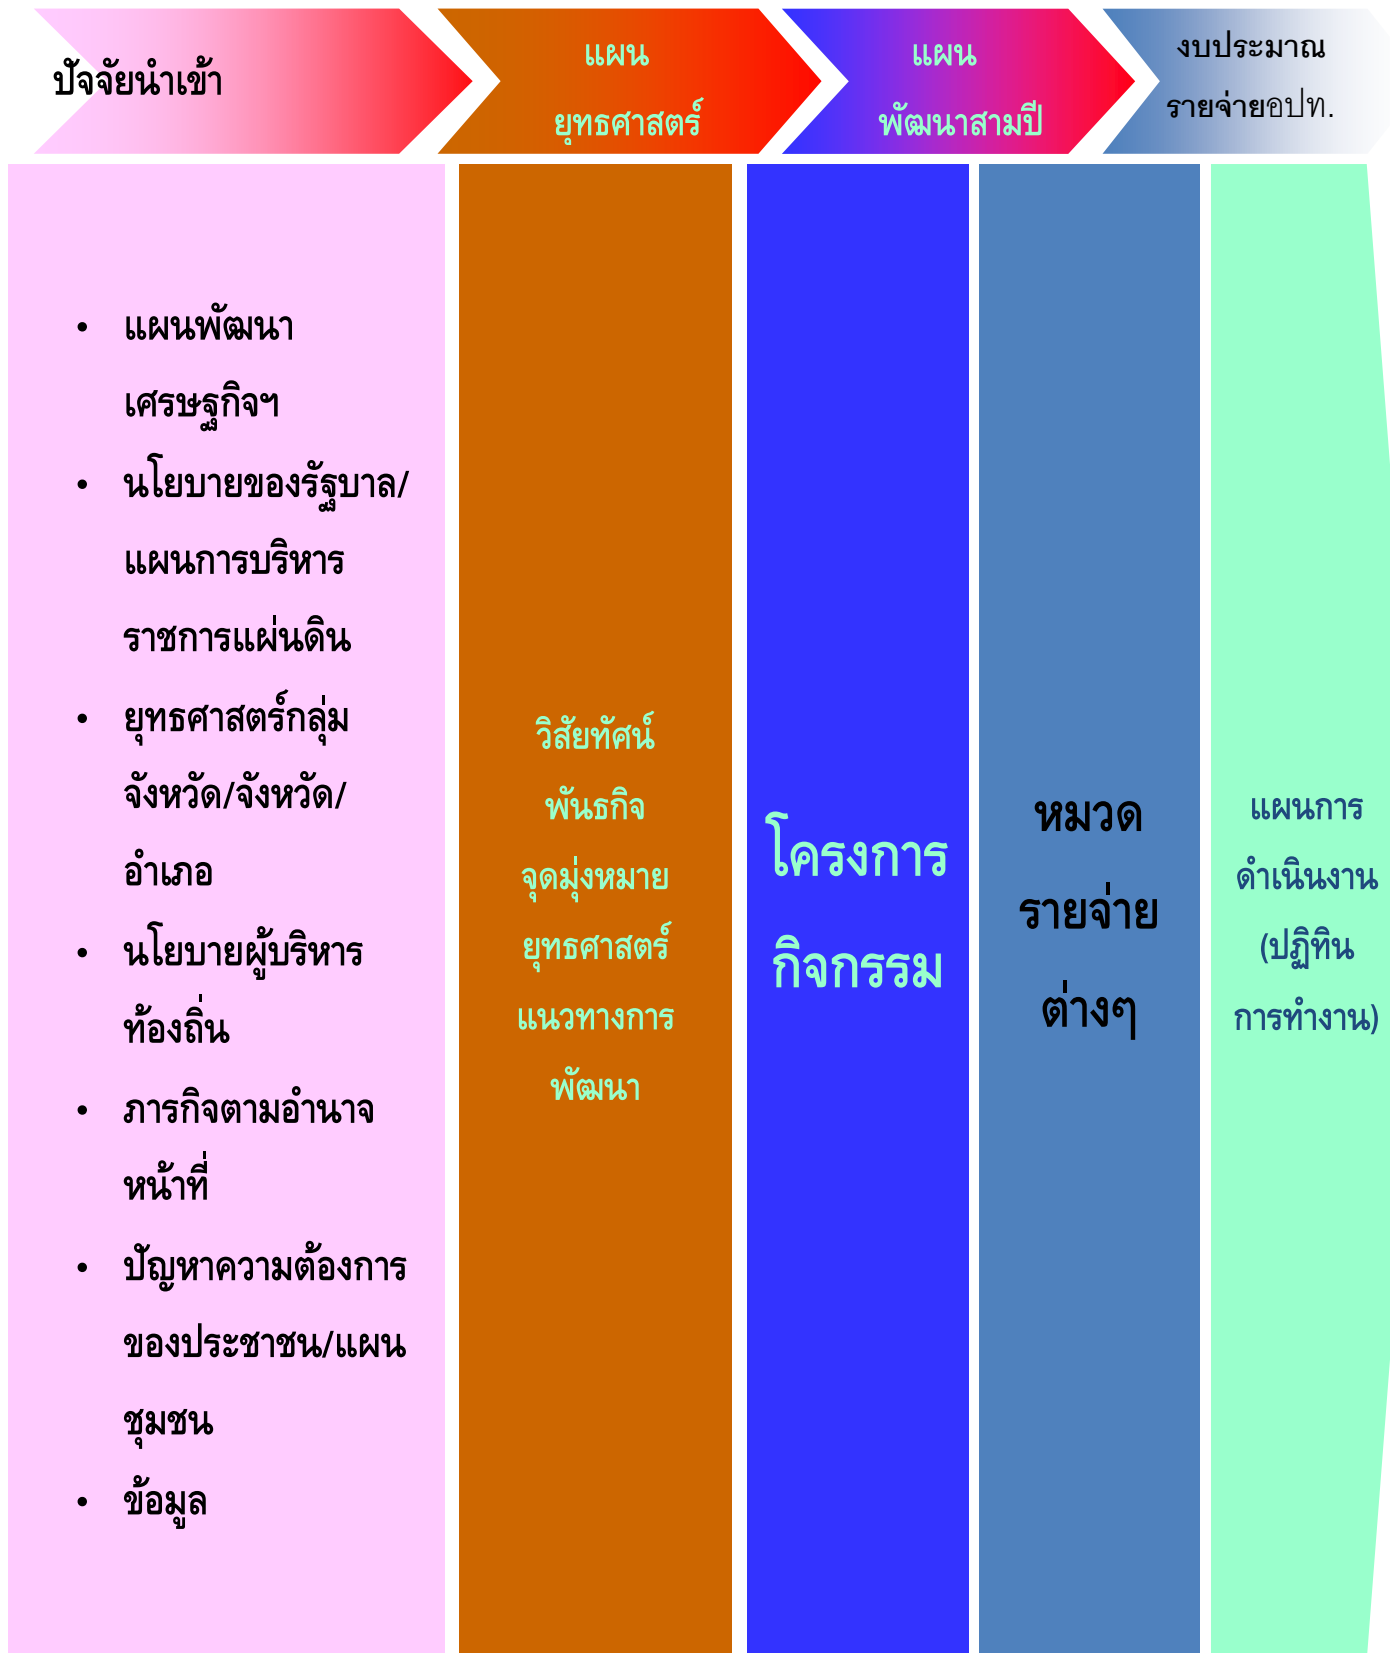 ปัจจัยนำเข้า
แผน
ยุทธศาสตร์
แผน
พัฒนาสามปี
งบประมาณ
รายจ่ายอปท.
• แผนพัฒนา
เศรษฐกิจฯ
• นโยบายของรัฐบาล/
แผนการบริหาร
ราชการแผ่นดิน
• ยุทธศาสตร์กลุ่ม
จังหวัด/จังหวัด/
อำเภอ
• นโยบายผู้บริหาร
ท้องถิ่น
• ภารกิจตามอำนาจ
หน้าที่
• ปัญหาความต้องการ
ของประชาชน/แผน
ชุมชน
• ข้อมูล
วิสัยทัศน์
พันธกิจ
จุดมุ่งหมาย
ยุทธศาสตร์
แนวทางการ
พัฒนา
โครงการ
กิจกรรม
หมวด
รายจ่าย
ต่างๆ
แผนการ
ดำเนินงาน
(ปฏิทิน
การทำงาน)